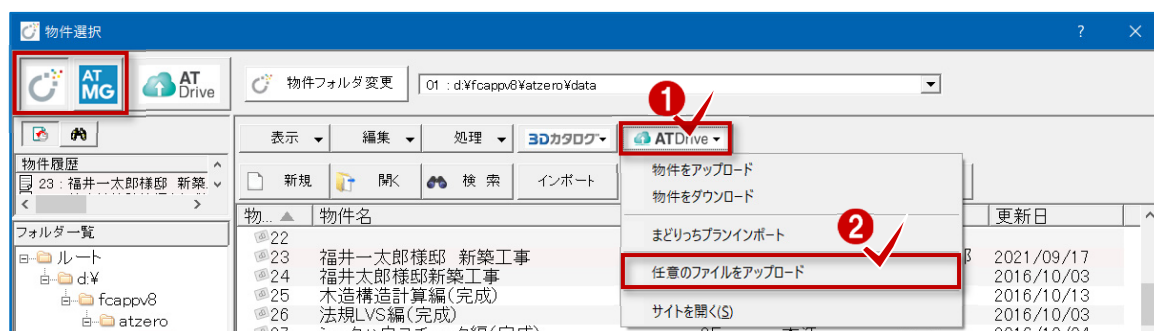 物件選択
AT MG
AT Drive
物件フォルダ変更
01 : d:¥fcappv8¥atzero¥data
1
表示
編集
処理
3Dカタログ
ATDrive
物件履歴
23 : 福井一太郎様邸 新築
新規
開く
検 索
インポート
物件をアップロード
物件をダウンロード
まどりっちプランインポート
2
任意のファイルをアップロード
サイトを開く(S)
物...
物件名
更新日
フォルダ一覧
ルート
d:¥
fcappv8
atzero
22
23 福井一太郎様邸 新築工事 2021/09/17
24 福井太郎様邸新築工事 2016/10/03
25 木造構造計算編(完成) 2016/10/13
26 法規LVS編(完成) 2016/10/03